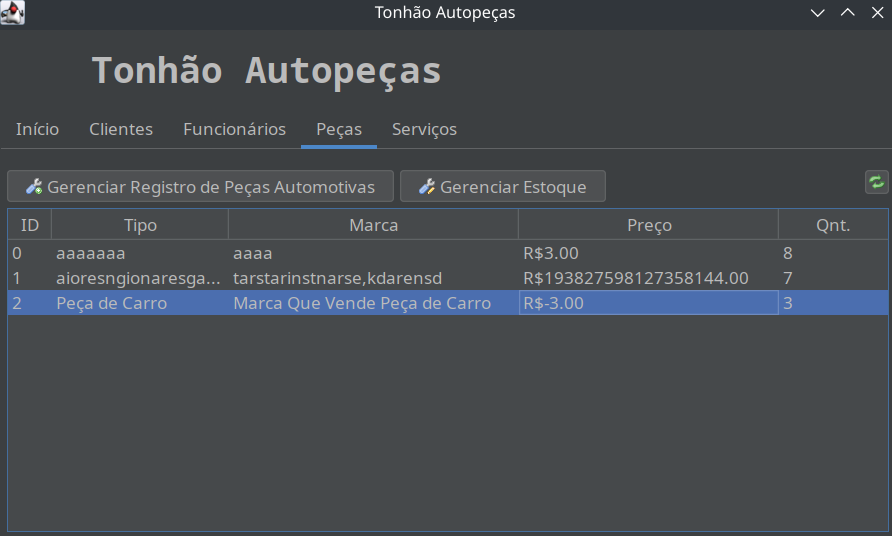 Tonhão Autopeças
Tonhão Autopeças
Início Clientes Funcionários Peças Serviços
Gerenciar Registro de Peças Automotivas Gerenciar Estoque
ID Tipo Marca Preço Qnt.
0 aaaaaaa aaaa R$3.00 8
1 aioresngionaresga... tarstarinstnarse,kdarensd R$193827598127358144.00 7
2 Peça de Carro Marca Que Vende Peça de Carro R$-3.00 3